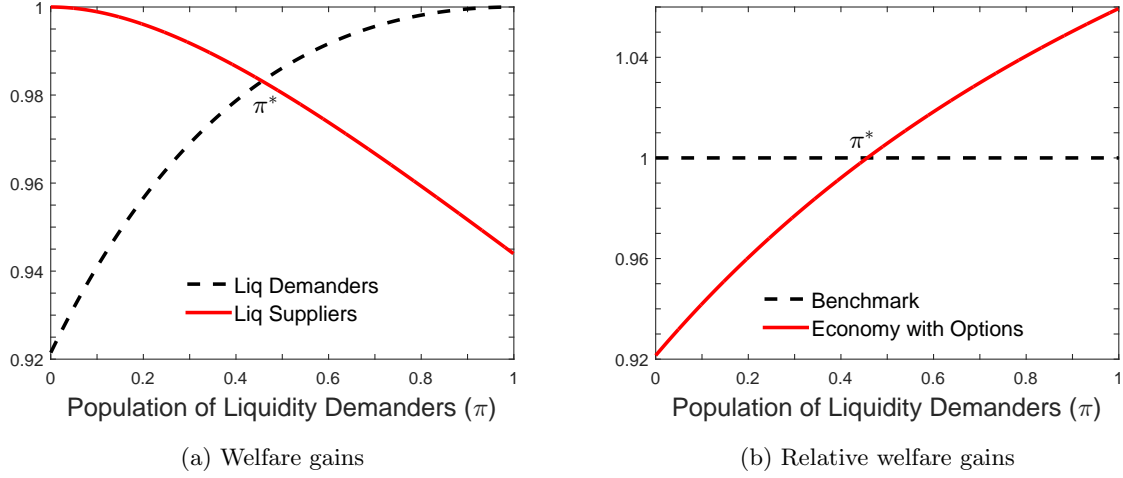 1
0.98
0.96
0.94
0.92
π*
Liq Demanders
Liq Suppliers
0 0.2 0.4 0.6 0.8 1
Population of Liquidity Demanders (π)
(a) Welfare gains
1.04
1
0.96
0.92
π*
Benchmark
Economy with Options
0 0.2 0.4 0.6 0.8 1
Population of Liquidity Demanders (π)
(b) Relative welfare gains